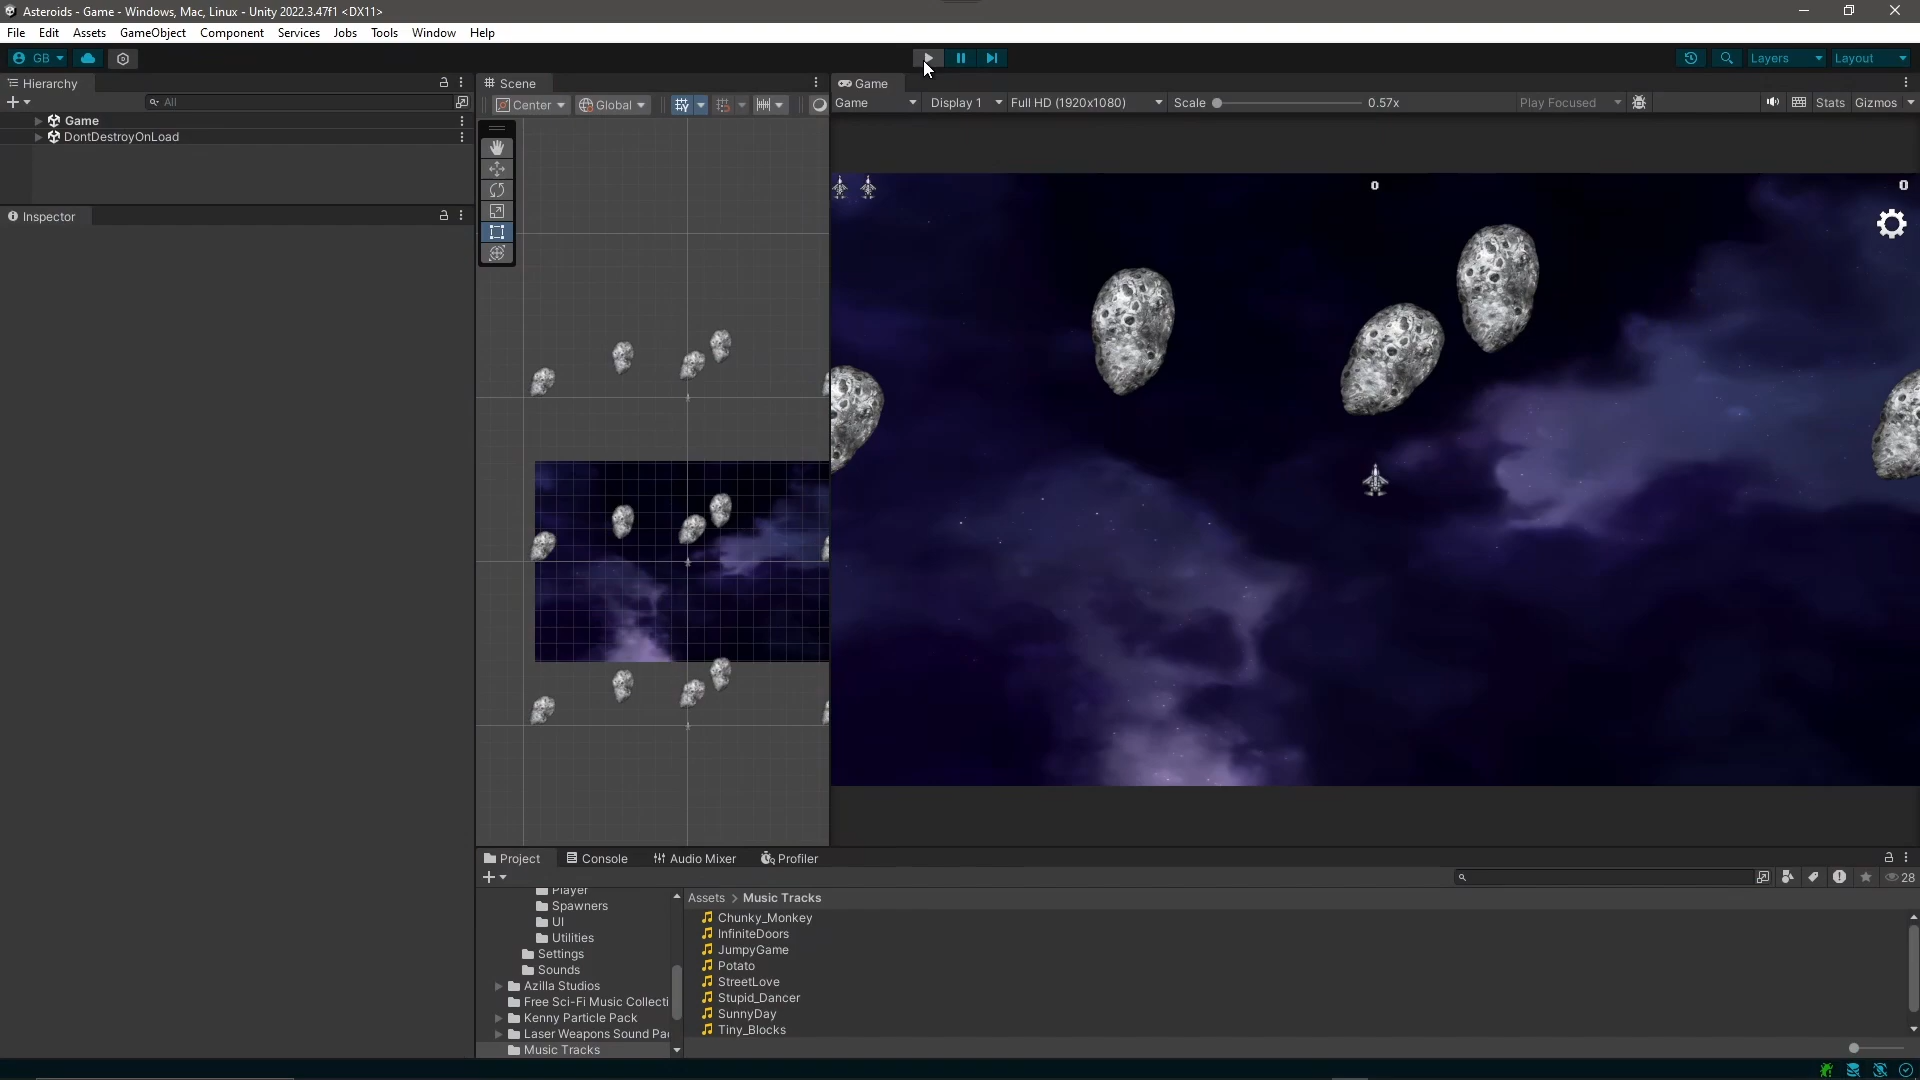 Asteroids - Game - Windows, Mac, Linux - Unity 2022.3.47f1 <DX11>
File Edit Assets GameObject Component Services Jobs Tools Window Help
GB Layers Layout
Hierarchy
All
Game
DontDestroyOnLoad
Inspector
Scene
Center Global
Game
Game Display 1 Full HD (1920x1080) Scale 0.57x Play Focused Stats Gizmos
0 0
Project Console Audio Mixer Profiler
28
Player
Spawners
UI
Utilities
Settings
Sounds
Azilla Studios
Free Sci-Fi Music Collecti
Kenny Particle Pack
Laser Weapons Sound Pa
Music Tracks
Assets > Music Tracks
Chunky_Monkey
InfiniteDoors
JumpyGame
Potato
StreetLove
Stupid_Dancer
SunnyDay
Tiny_Blocks